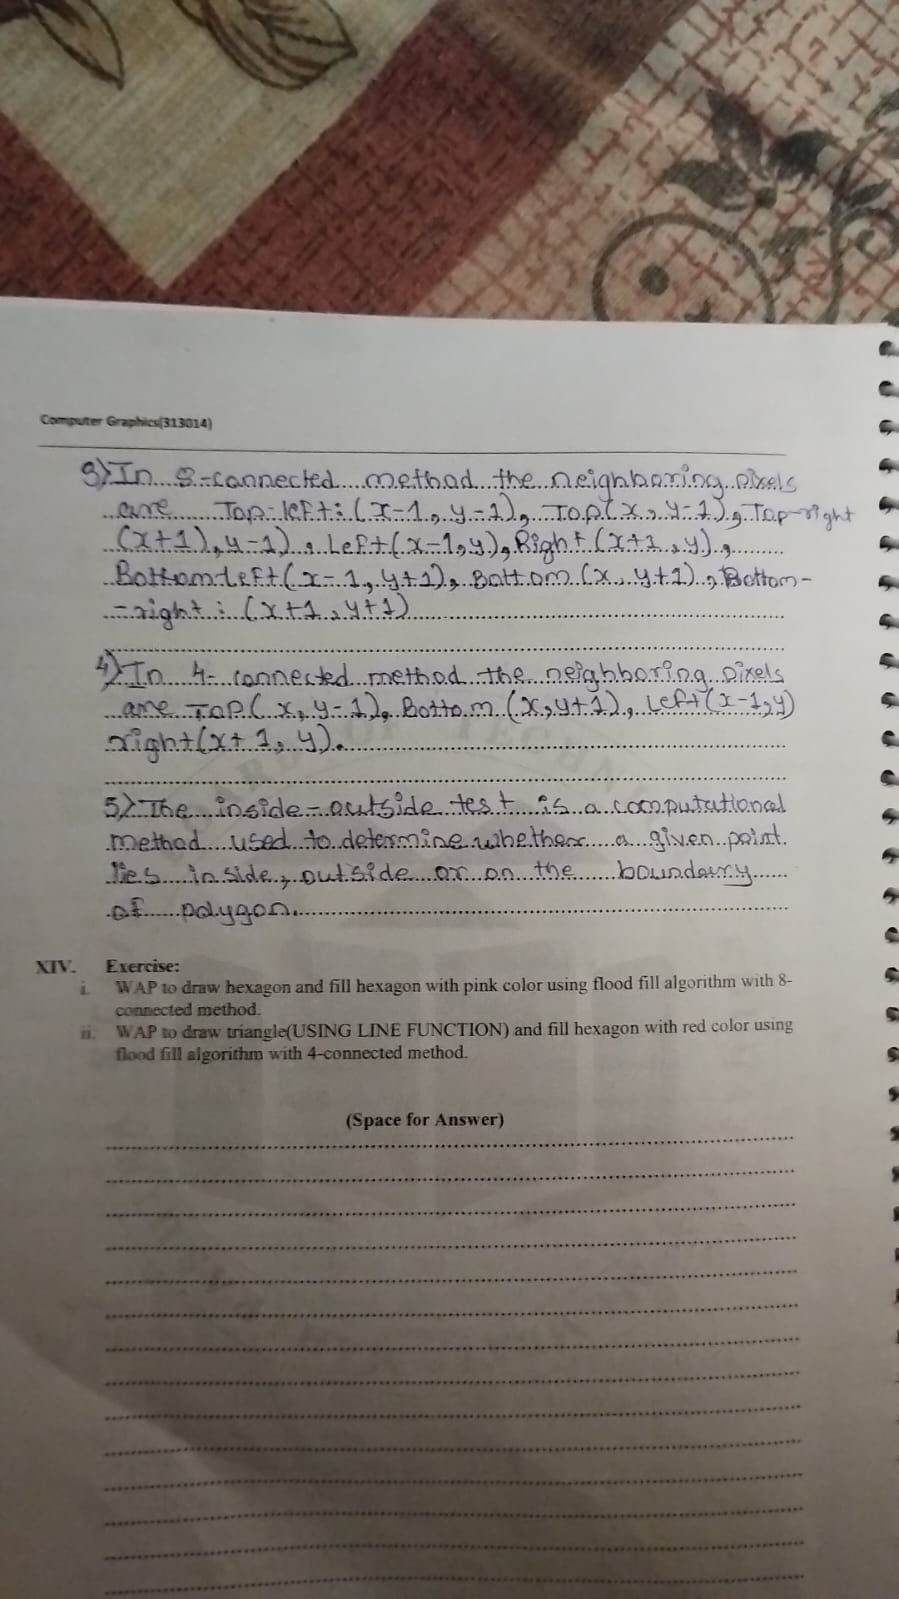 Computer Graphics(313014)
3) In 8-connected method the neighboring pixels
are Top-left: (x-1, y-1), Top(x, y-1), Top-right
(x+1), y-1), Left(x-1, y), Right (x+1, y),
Bottom-left(x-1, y+1), Bottom (x, y+1), Bottom-
-right: (x+1, y+1)
4) In 4-connected method the neighboring pixels
are Top(x, y-1), Bottom (x, y+1), Left(x-1, y)
right(x+1, y).
5) The inside-outside test is a computational
method used to determine whether a given point
lies inside, outside or on the boundary
of polygon.
XIV. Exercise:
i. WAP to draw hexagon and fill hexagon with pink color using flood fill algorithm with 8-
connected method.
ii. WAP to draw triangle(USING LINE FUNCTION) and fill hexagon with red color using
flood fill algorithm with 4-connected method.
(Space for Answer)